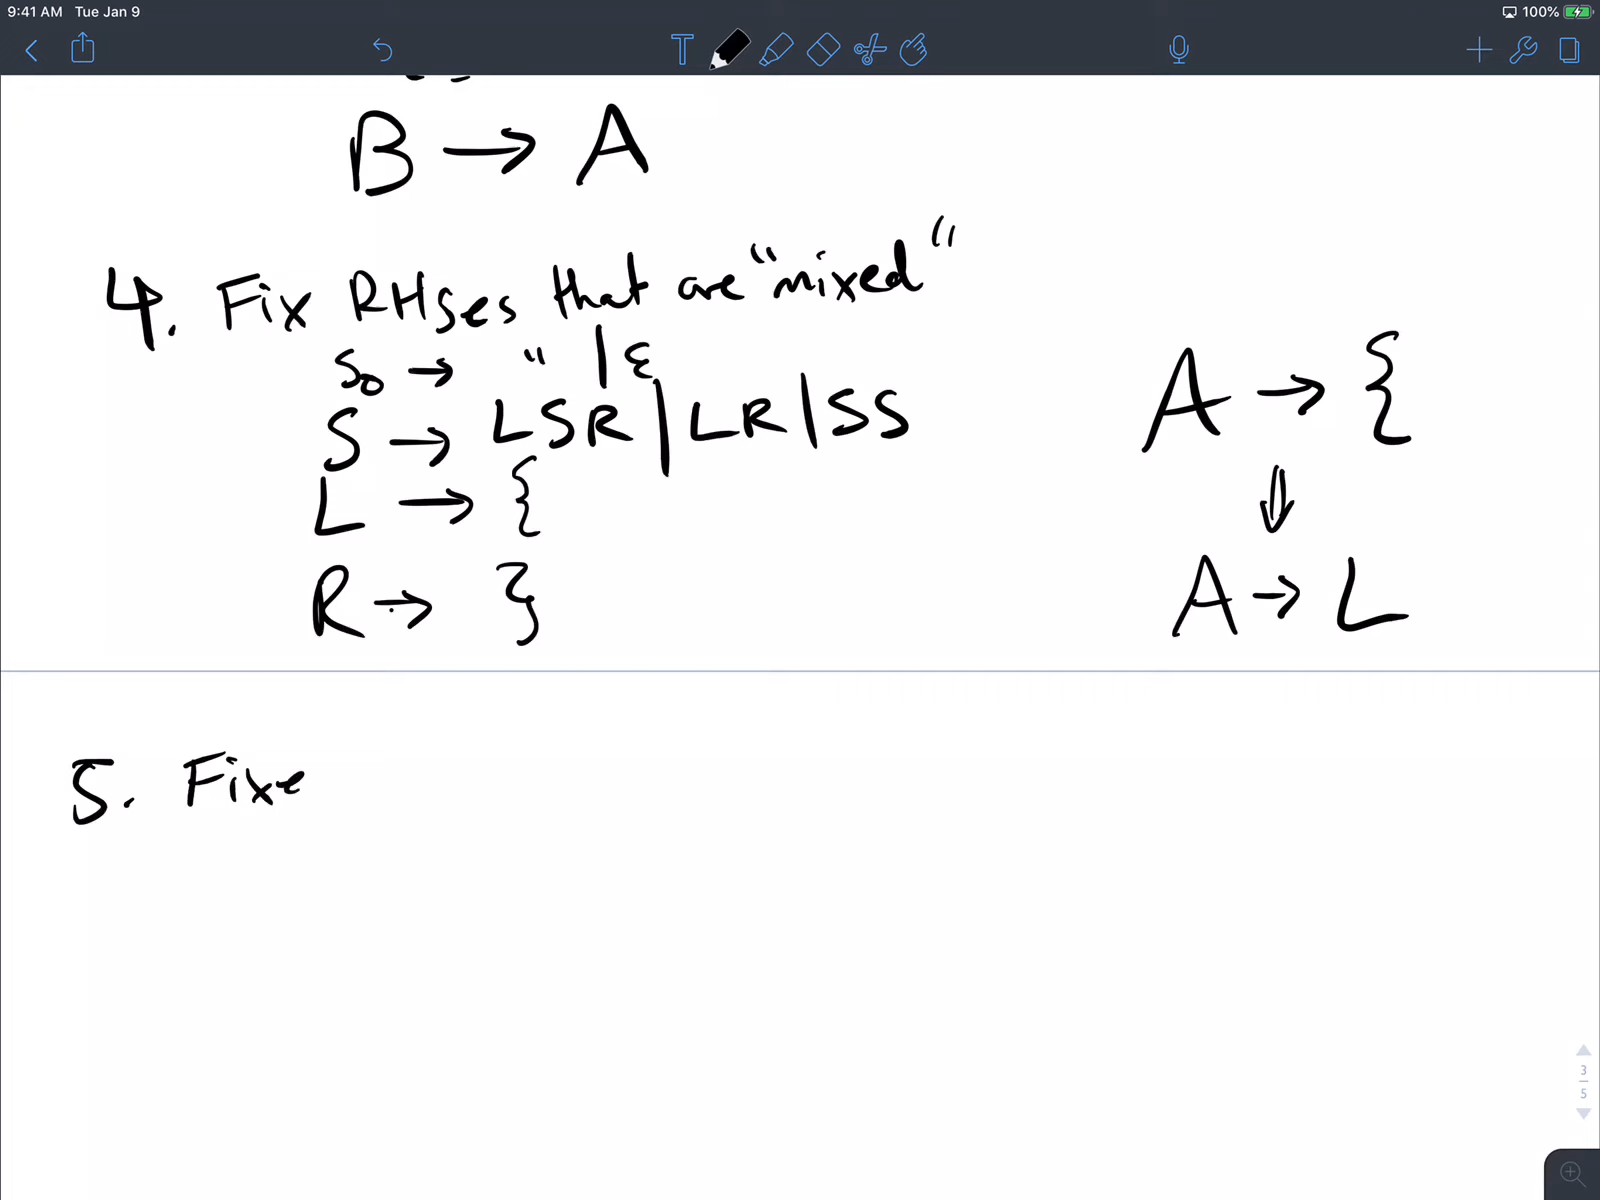 9:41 AM Tue Jan 9
100%
T
B → A
4. Fix RHSes that are "mixed"
S₀ → " | ε
S → LSR | LR | SS
L → {
R → }
A → {
⇓
A → L
5. Fixe
3
5